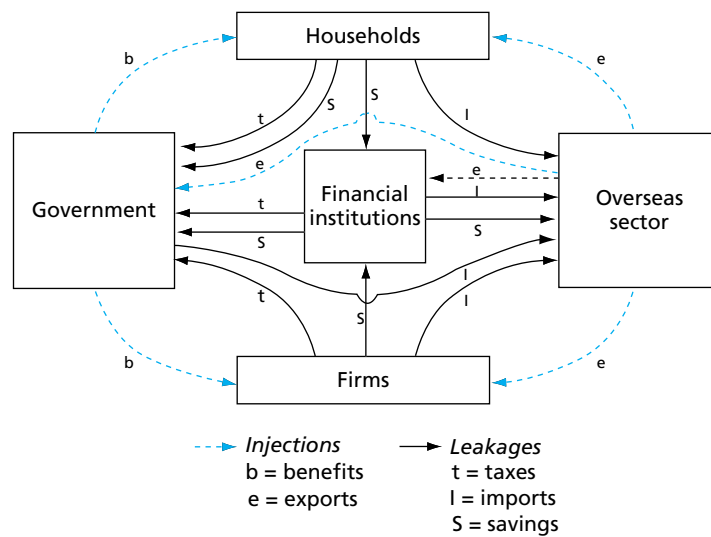 Households
b
e
t
S
S
I
e
e
Government
Financial
institutions
Overseas
sector
t
I
S
S
t
S
I
I
b
e
Firms
Injections
b = benefits
e = exports
Leakages
t = taxes
I = imports
S = savings